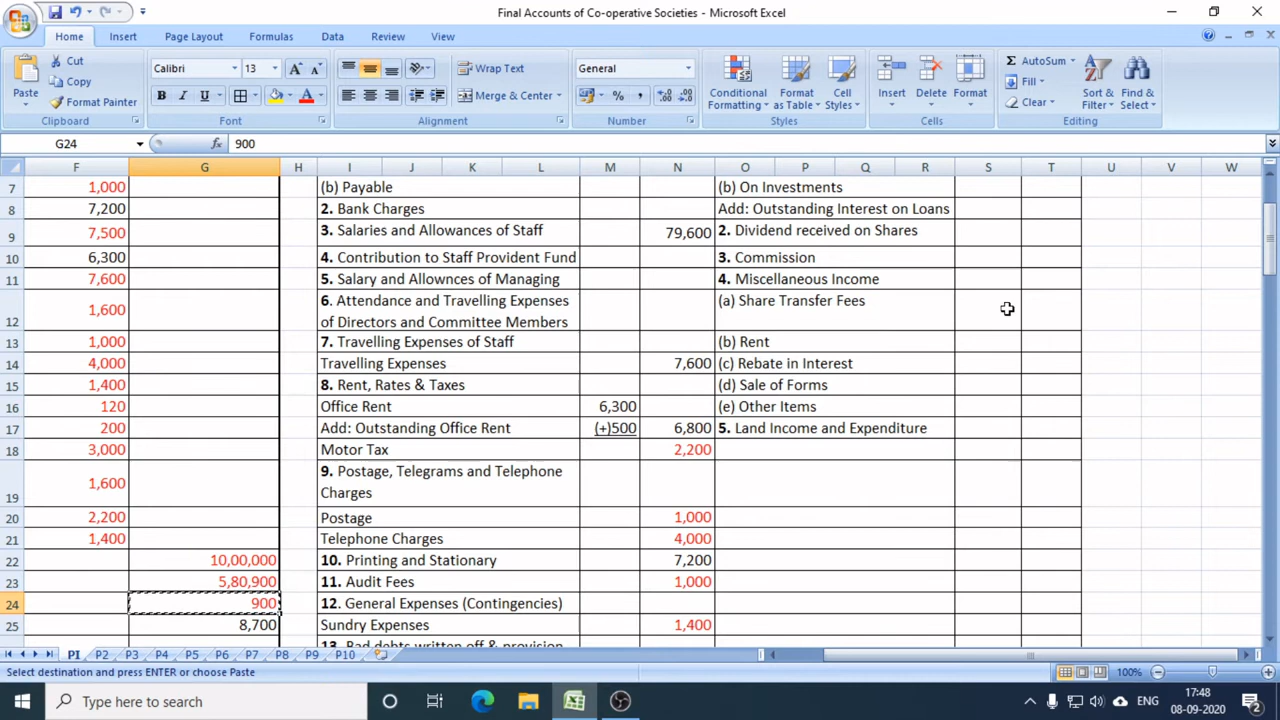 Final Accounts of Co-operative Societies - Microsoft Excel
Home Insert Page Layout Formulas Data Review View
Paste Cut Copy Format Painter Clipboard
Calibri 13 A A B I U A Font
Wrap Text Merge & Centers Alignment
General % , Number
Conditional Formatting Format as Table Cell Styles Styles
Insert Delete Format Cells
Σ AutoSum Fill Clear Sort & Filter Find & Select Editing
G24 fx 900
F G H I J K L M N O P Q R S T U V W
7 1,000 (b) Payable (b) On Investments
8 7,200 2. Bank Charges Add: Outstanding Interest on Loans
9 7,500 3. Salaries and Allowances of Staff 79,600 2. Dividend received on Shares
10 6,300 4. Contribution to Staff Provident Fund 3. Commission
11 7,600 5. Salary and Allownces of Managing 4. Miscellaneous Income
12 1,600 6. Attendance and Travelling Expenses (a) Share Transfer Fees
of Directors and Committee Members
13 1,000 7. Travelling Expenses of Staff (b) Rent
14 4,000 Travelling Expenses 7,600 (c) Rebate in Interest
15 1,400 8. Rent, Rates & Taxes (d) Sale of Forms
16 120 Office Rent 6,300 (e) Other Items
17 200 Add: Outstanding Office Rent (+)500 6,800 5. Land Income and Expenditure
18 3,000 Motor Tax 2,200
19 1,600 9. Postage, Telegrams and Telephone
Charges
20 2,200 Postage 1,000
21 1,400 Telephone Charges 4,000
22 10,00,000 10. Printing and Stationary 7,200
23 5,80,900 11. Audit Fees 1,000
24 900 12. General Expenses (Contingencies)
25 8,700 Sundry Expenses 1,400
13. Bad debts written off & provision
PI P2 P3 P4 P5 P6 P7 P8 P9 P10
Select destination and press ENTER or choose Paste 100%
Type here to search ENG 17:48
08-09-2020 2